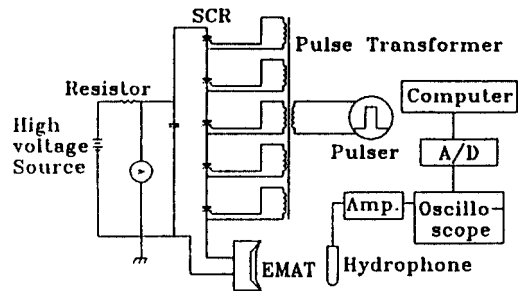 SCR
Pulse Transformer
Resistor
High
voltage
Source
Pulser
Computer
A/D
Amp.
Oscillo-
scope
EMAT
Hydrophone